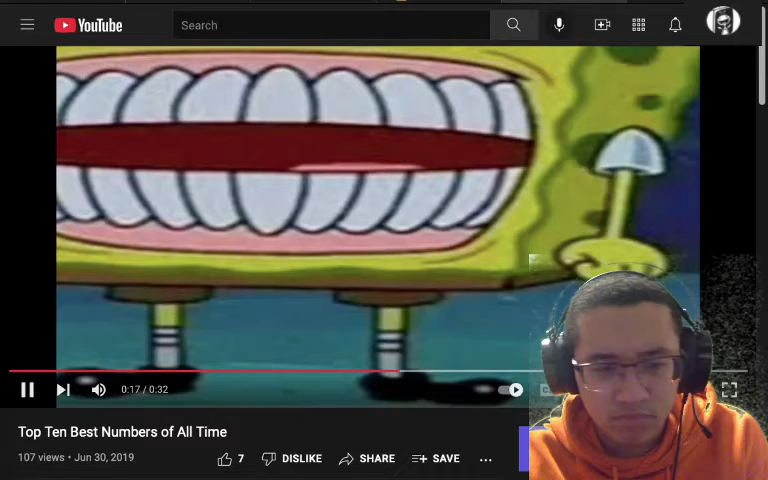 YouTube
Search
0:17 / 0:32
Top Ten Best Numbers of All Time
107 views • Jun 30, 2019
7
DISLIKE
SHARE
SAVE